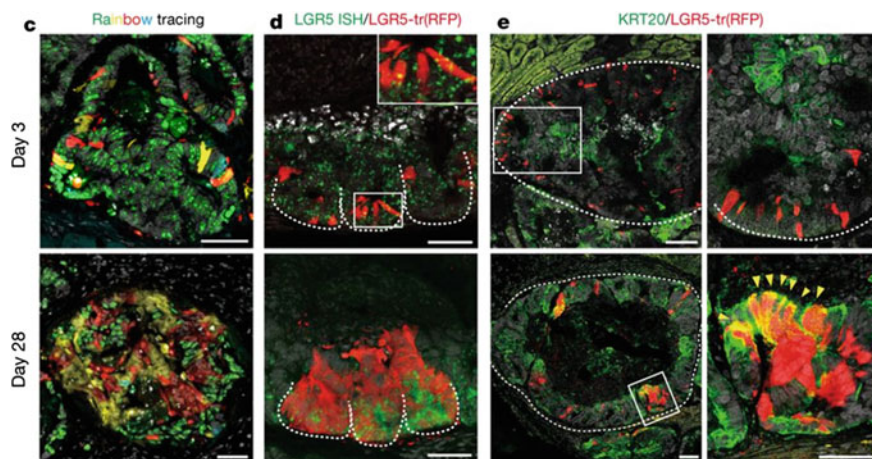 c
Rainbow tracing
d
LGR5 ISH/LGR5-tr(RFP)
e
KRT20/LGR5-tr(RFP)
Day 3
Day 28